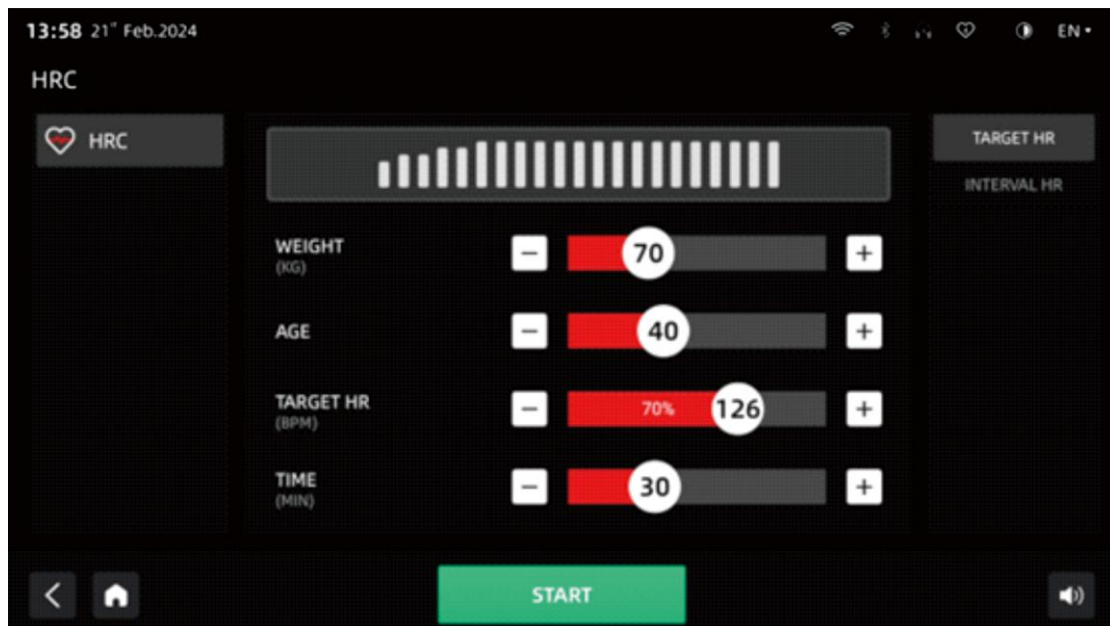 13:58 21st Feb.2024 EN
HRC
HRC
TARGET HR
INTERVAL HR
WEIGHT
(KG)
− 70 +
AGE
− 40 +
TARGET HR
(BPM)
− 70% 126 +
TIME
(MIN)
− 30 +
START